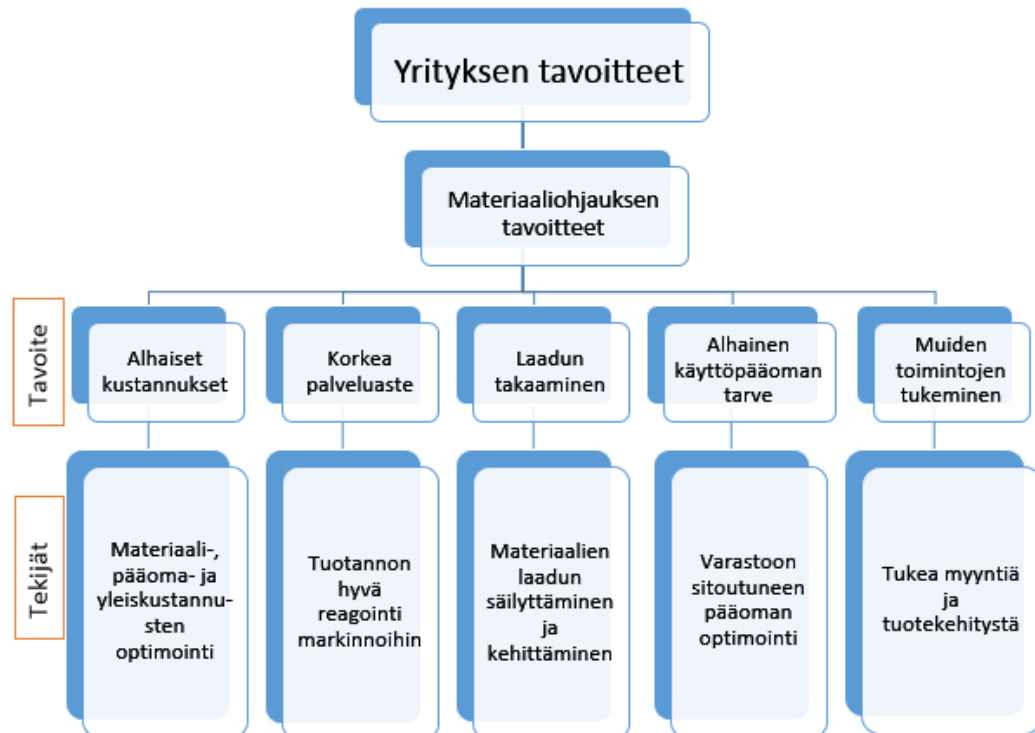 Yrityksen tavoitteet
Materiaaliohjauksen
tavoitteet
Tavoite
Alhaiset
kustannukset
Korkea
palveluaste
Laadun
takaaminen
Alhainen
käyttöpääoman
tarve
Muiden
toimintojen
tukeminen
Tekijät
Materiaali-,
pääoma- ja
yleiskustannu-
sten
optimointi
Tuotannon
hyvä
reagointi
markinnoihin
Materiaalien
laadun
säilyttäminen
ja
kehittäminen
Varastoon
sitoutuneen
pääoman
optimointi
Tukea myyntiä
ja
tuotekehitystä